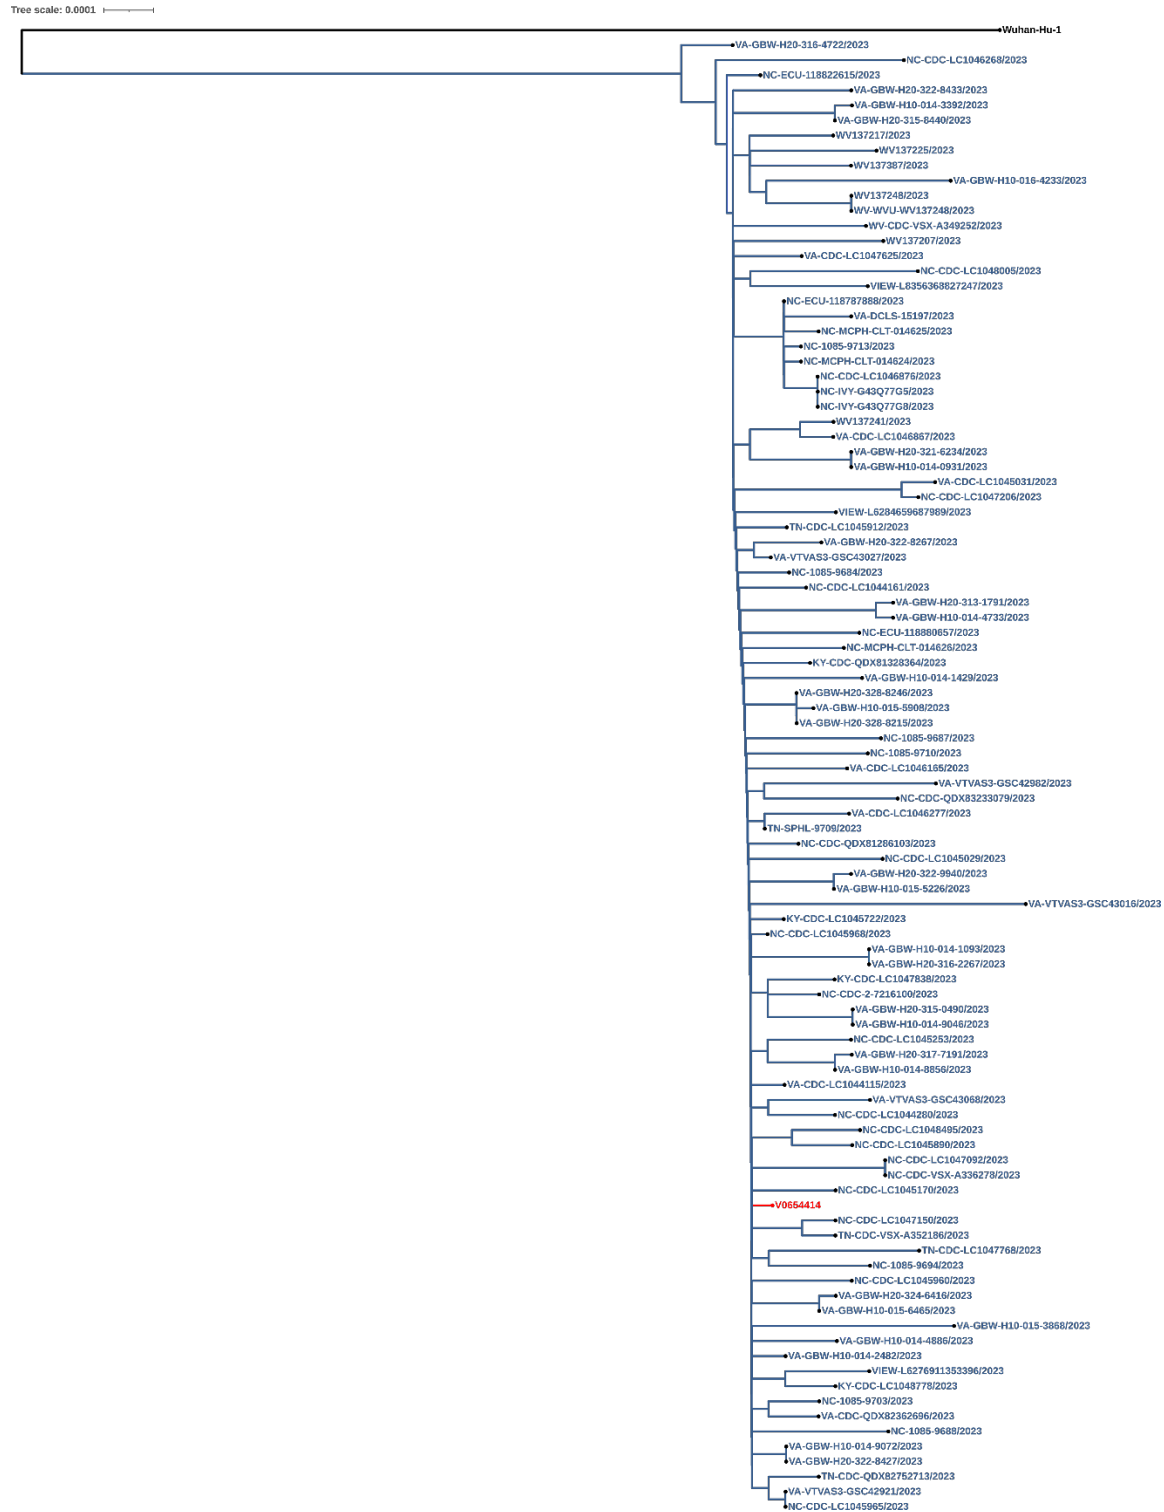 Tree scale: 0.0001
Wuhan-Hu-1
VA-GBW-H20-316-4722/2023
NC-CDC-LC1046268/2023
NC-ECU-118822615/2023
VA-GBW-H20-322-8433/2023
VA-GBW-H10-014-3392/2023
VA-GBW-H20-315-8440/2023
WV137217/2023
WV137225/2023
WV137387/2023
VA-GBW-H10-016-4233/2023
WV137248/2023
WV-WVU-WV137248/2023
WV-CDC-VSX-A349252/2023
WV137207/2023
VA-CDC-LC1047625/2023
NC-CDC-LC1048005/2023
VIEW-L8356368827247/2023
NC-ECU-118787888/2023
VA-DCLS-15197/2023
NC-MCPH-CLT-014625/2023
NC-1085-9713/2023
NC-MCPH-CLT-014624/2023
NC-CDC-LC1046876/2023
NC-IVY-G43Q77G5/2023
NC-IVY-G43Q77G8/2023
WV137241/2023
VA-CDC-LC1046867/2023
VA-GBW-H20-321-6234/2023
VA-GBW-H10-014-0931/2023
VA-CDC-LC1045031/2023
NC-CDC-LC1047206/2023
VIEW-L6284659687989/2023
TN-CDC-LC1045912/2023
VA-GBW-H20-322-8267/2023
VA-VTVAS3-GSC43027/2023
NC-1085-9684/2023
NC-CDC-LC1044161/2023
VA-GBW-H20-313-1791/2023
VA-GBW-H10-014-4733/2023
NC-ECU-118880657/2023
NC-MCPH-CLT-014626/2023
KY-CDC-QDX81328364/2023
VA-GBW-H10-014-1429/2023
VA-GBW-H20-328-8246/2023
VA-GBW-H10-015-5908/2023
VA-GBW-H20-328-8215/2023
NC-1085-9687/2023
NC-1085-9710/2023
VA-CDC-LC1046165/2023
VA-VTVAS3-GSC42982/2023
NC-CDC-QDX83233079/2023
VA-CDC-LC1046277/2023
TN-SPHL-9709/2023
NC-CDC-QDX81286103/2023
NC-CDC-LC1045029/2023
VA-GBW-H20-322-9940/2023
VA-GBW-H10-015-5226/2023
VA-VTVAS3-GSC43016/2023
KY-CDC-LC1045722/2023
NC-CDC-LC1045968/2023
VA-GBW-H10-014-1093/2023
VA-GBW-H20-316-2267/2023
KY-CDC-LC1047838/2023
NC-CDC-2-7216100/2023
VA-GBW-H20-315-0490/2023
VA-GBW-H10-014-9046/2023
NC-CDC-LC1045253/2023
VA-GBW-H20-317-7191/2023
VA-GBW-H10-014-8856/2023
VA-CDC-LC1044115/2023
VA-VTVAS3-GSC43068/2023
NC-CDC-LC1044280/2023
NC-CDC-LC1048495/2023
NC-CDC-LC1045890/2023
NC-CDC-LC1047092/2023
NC-CDC-VSX-A336278/2023
NC-CDC-LC1045170/2023
V0654414
NC-CDC-LC1047150/2023
TN-CDC-VSX-A352186/2023
TN-CDC-LC1047768/2023
NC-1085-9694/2023
NC-CDC-LC1045960/2023
VA-GBW-H20-324-6416/2023
VA-GBW-H10-015-6465/2023
VA-GBW-H10-015-3868/2023
VA-GBW-H10-014-4886/2023
VA-GBW-H10-014-2482/2023
VIEW-L6276911353396/2023
KY-CDC-LC1048778/2023
NC-1085-9703/2023
VA-CDC-QDX82362696/2023
NC-1085-9688/2023
VA-GBW-H10-014-9072/2023
VA-GBW-H20-322-8427/2023
TN-CDC-QDX82752713/2023
VA-VTVAS3-GSC42921/2023
NC-CDC-LC1045965/2023